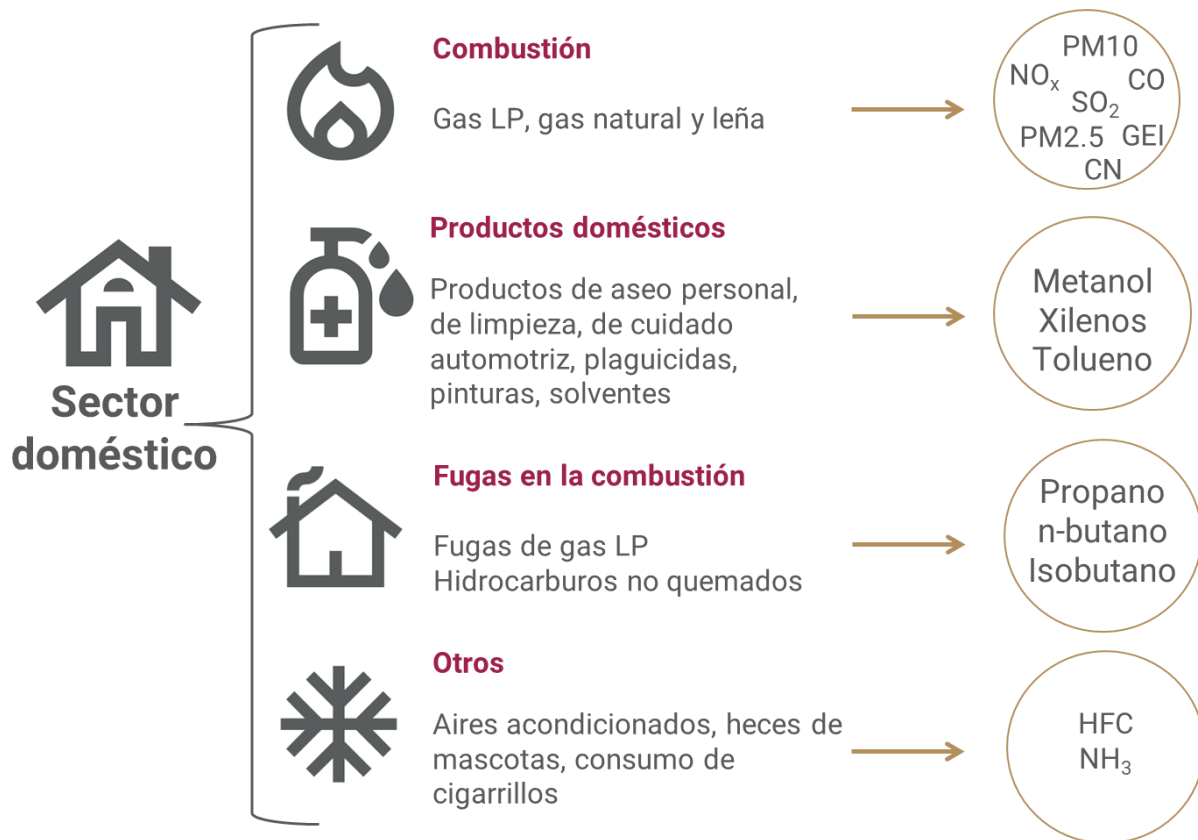 Sector
doméstico
Combustión
Gas LP, gas natural y leña
PM10
NOₓ CO
SO₂
PM2.5 GEI
CN
Productos domésticos
Productos de aseo personal,
de limpieza, de cuidado
automotriz, plaguicidas,
pinturas, solventes
Metanol
Xilenos
Tolueno
Fugas en la combustión
Fugas de gas LP
Hidrocarburos no quemados
Propano
n-butano
Isobutano
Otros
Aires acondicionados, heces de
mascotas, consumo de
cigarrillos
HFC
NH₃